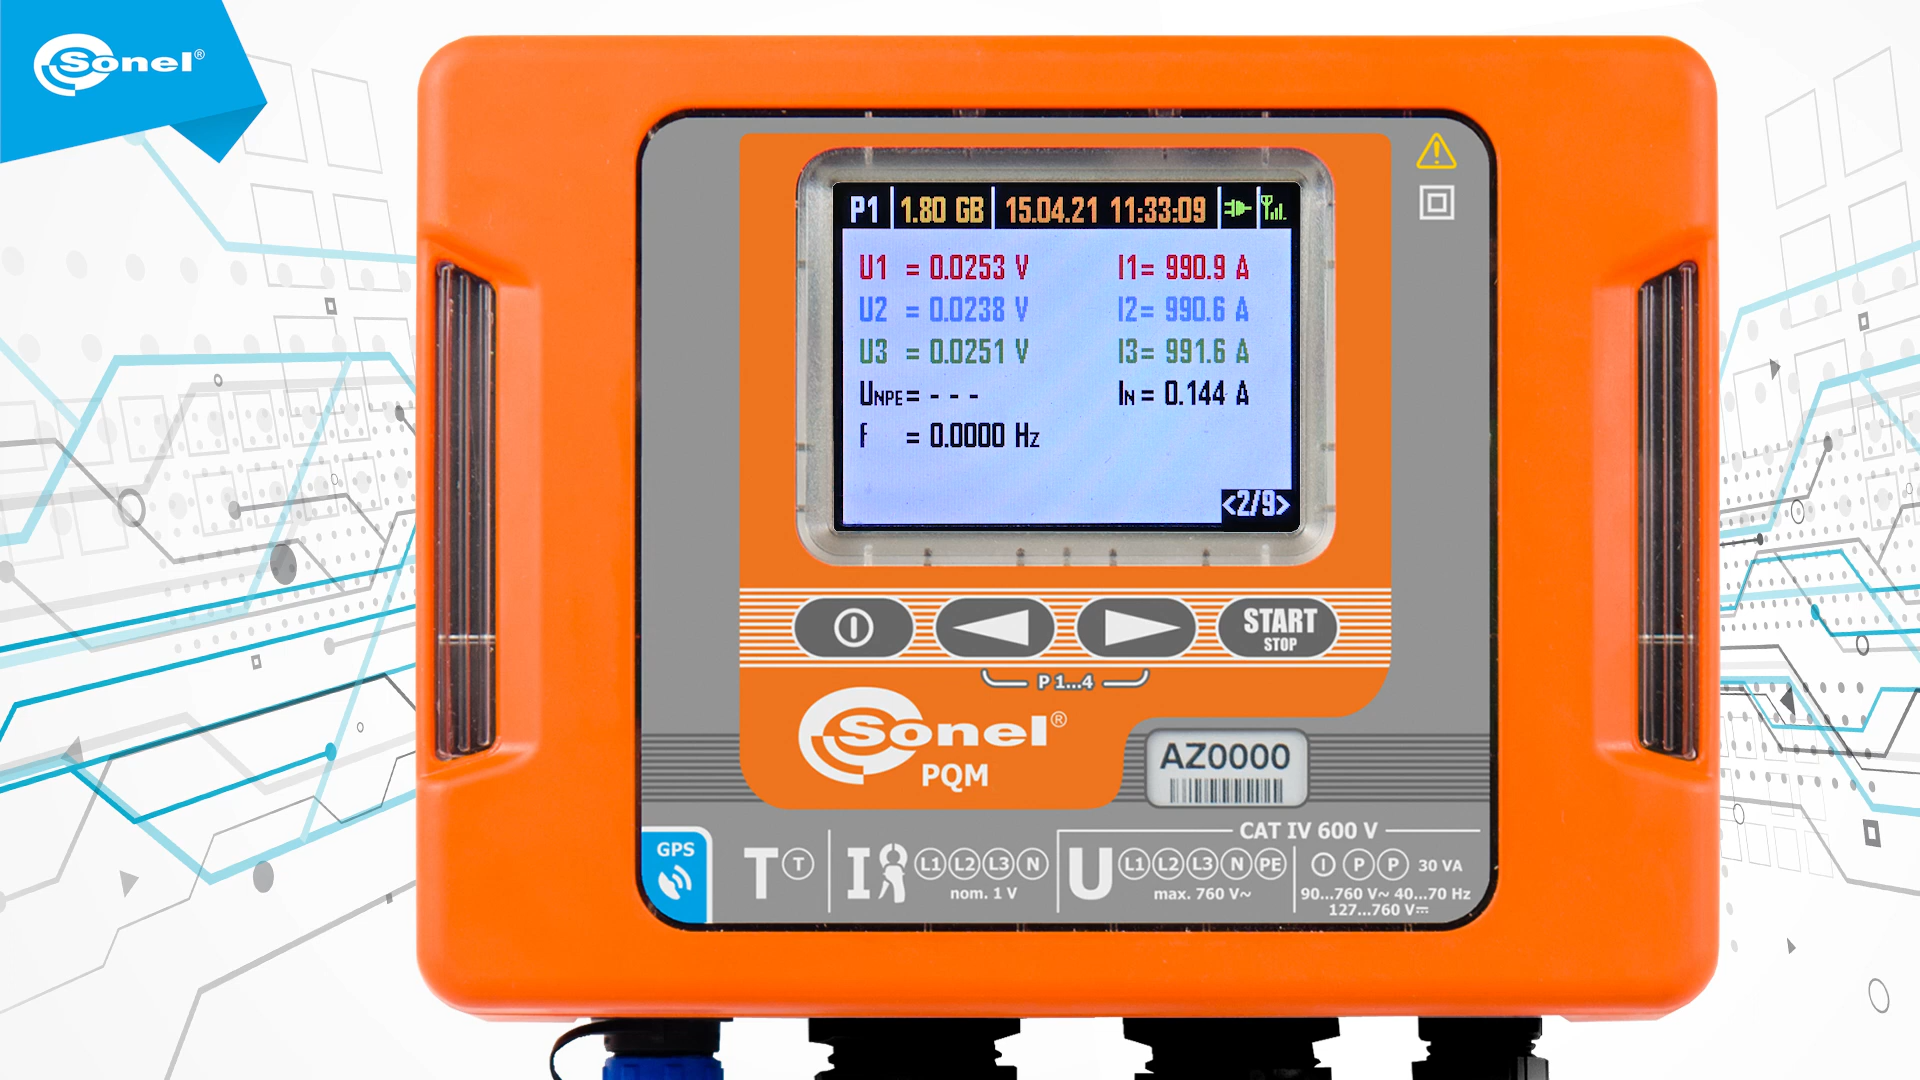 Sonel®
P1 1.80 GB 15.04.21 11:33:09
U1 = 0.0253 V I1= 990.9 A
U2 = 0.0238 V I2= 990.6 A
U3 = 0.0251 V I3= 991.6 A
UNPE= - - - IN= 0.144 A
F = 0.0000 Hz
<2/9>
START
STOP
P 1...4
Sonel®
PQM
AZ0000
CAT IV 600 V
GPS
T T
I L1 L2 L3 N
nom. 1 V
U L1 L2 L3 N PE
max. 760 V~
I P P 30 VA
90...760 V~ 40...70 Hz
127...760 V⎓